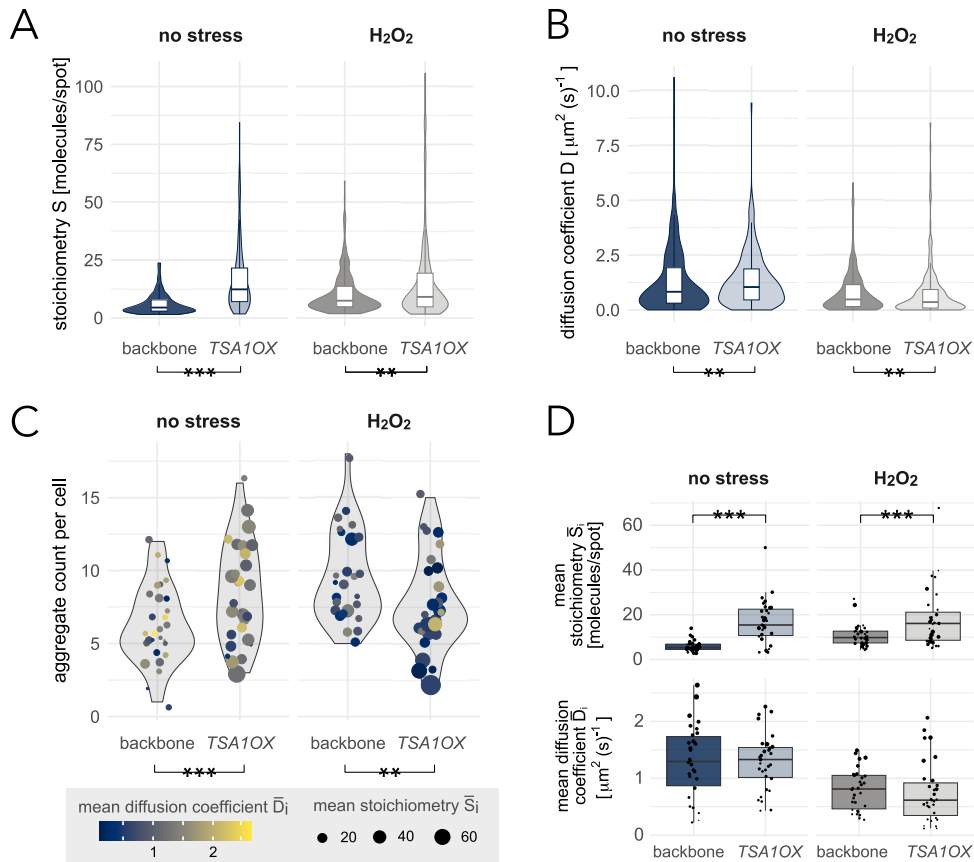 A
no stress
H₂O₂
stoichiometry S [molecules/spot]
100
75
50
25
0
backbone
TSA1OX
backbone
TSA1OX
***
**
B
no stress
H₂O₂
diffusion coefficient D [ μm² (s)⁻¹ ]
10.0
7.5
5.0
2.5
0.0
backbone
TSA1OX
backbone
TSA1OX
**
**
C
no stress
H₂O₂
aggregate count per cell
15
10
5
0
backbone
TSA1OX
backbone
TSA1OX
***
**
mean diffusion coefficient D̅i
1
2
mean stoichiometry S̅i
20
40
60
D
no stress
H₂O₂
mean
stoichiometry S̅i
[molecules/spot]
60
40
20
0
***
***
mean diffusion
coefficient D̅i
[ μm² (s)⁻¹ ]
2
1
0
backbone
TSA1OX
backbone
TSA1OX